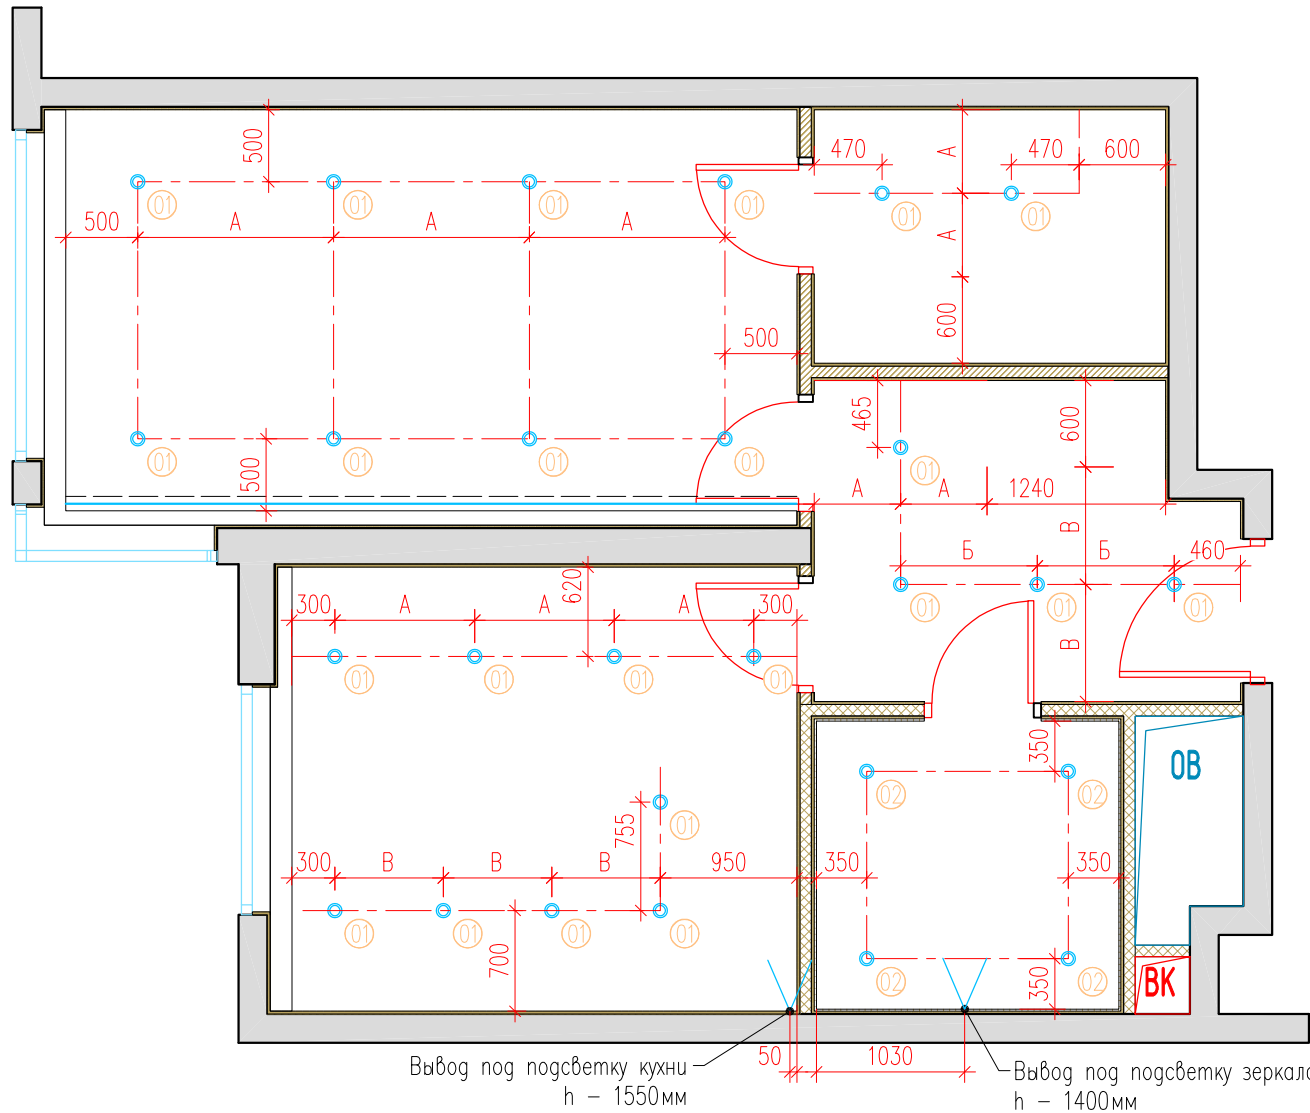 500
470
А
470
600
01
01
01
01
01
01
500
А
А
А
А
600
500
465
600
01
01
01
01
500
01
А
А
1240
В
Б
Б
460
620
300
А
А
А
300
01
01
01
В
01
01
01
01
350
ОВ
02
02
01
755
300
В
В
В
950
350
350
01
01
01
01
700
02
02
350
ВК
50
1030
Вывод под подсветку кухни
h – 1550мм
Вывод под подсветку зеркала
h – 1400мм